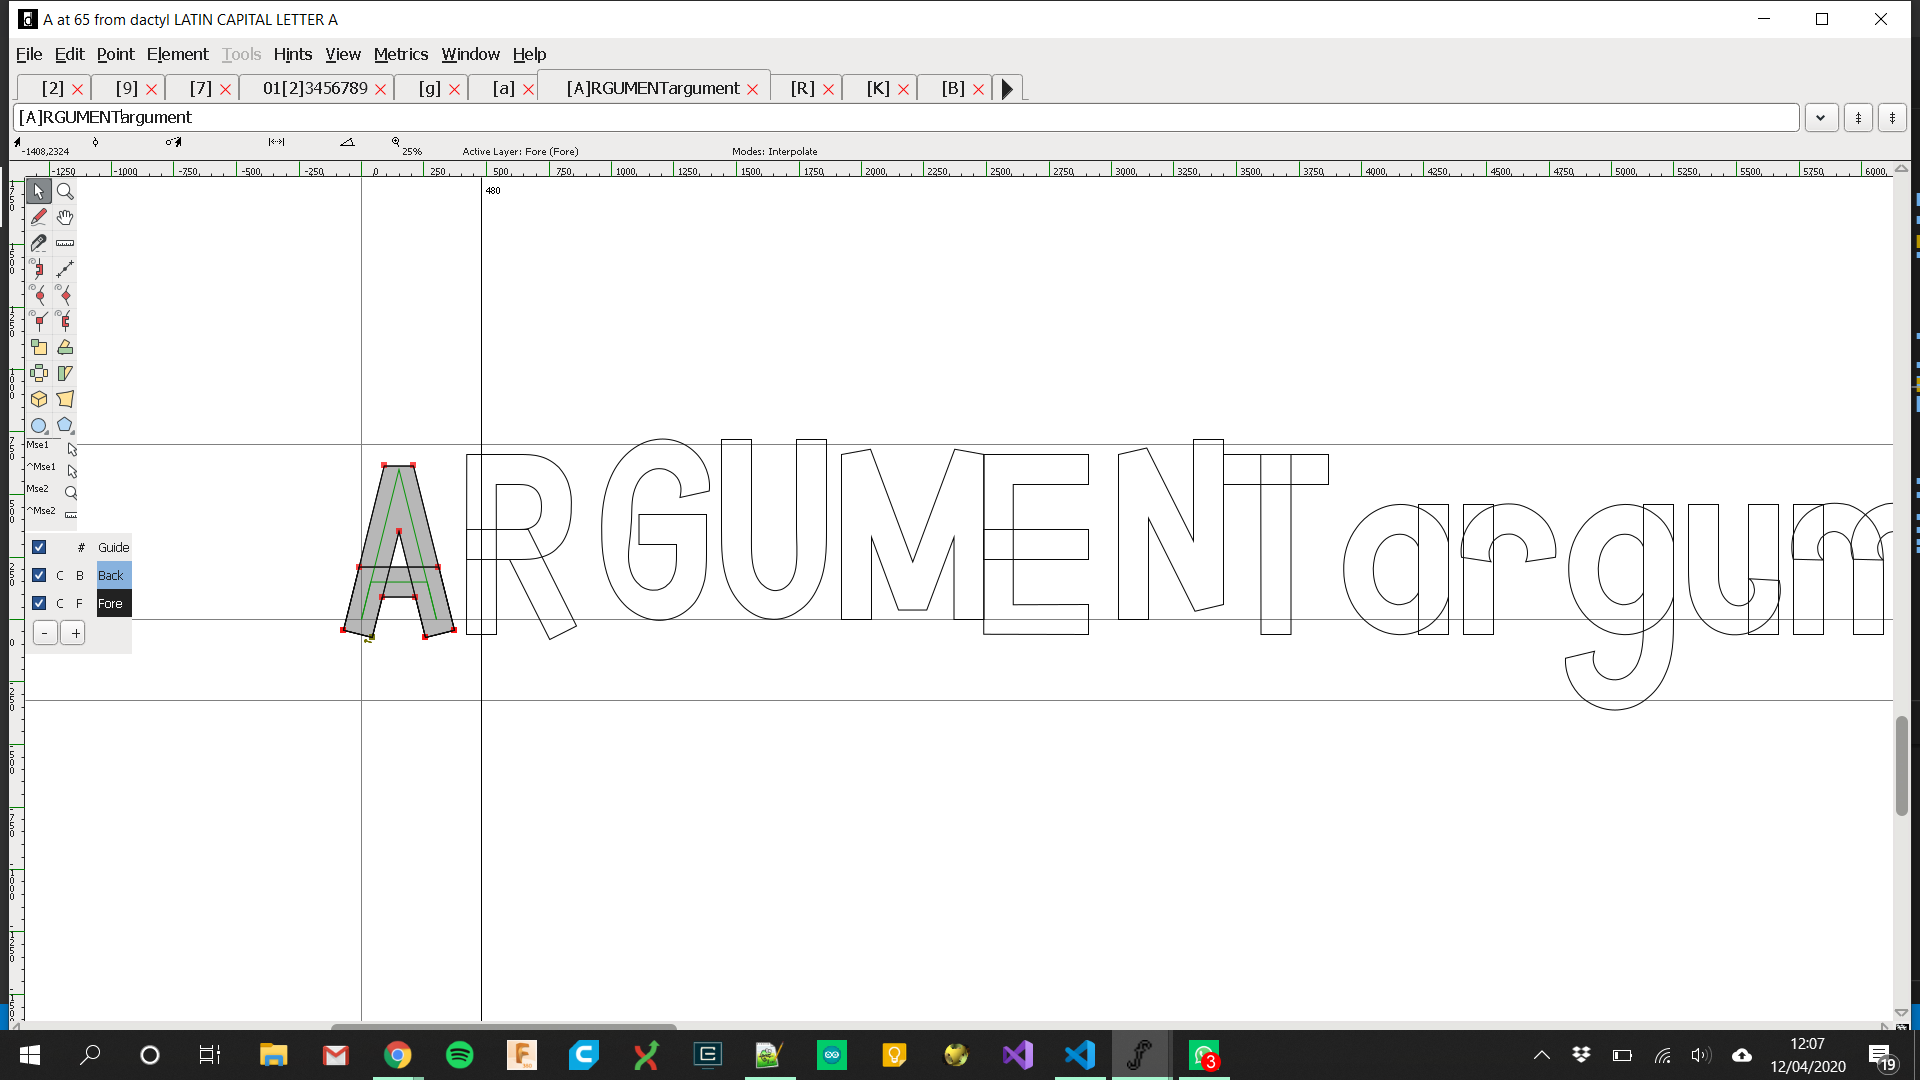 A at 65 from dactyl LATIN CAPITAL LETTER A
File Edit Point Element Tools Hints View Metrics Window Help
[2] [9] [7] 01[2]3456789 [g] [a] [A]RGUMENTargument [R] [K] [B]
[A]RGUMENTargument
-1408,2324 25% Active Layer: Fore (Fore) Modes: Interpolate
-1250 -1000 -750, -500, -250 0 250 500 750, 1000, 1250, 1500, 1750, 2000, 2250, 2500, 2750, 3000, 3250, 3500, 3750, 4000, 4250, 4500, 4750, 5000, 5250, 5500, 5750, 6000,
480
Mse1
^Mse1
Mse2
^Mse2
# Guide
C B Back
C F Fore
- +
ARGUMENTargum
12:07
12/04/2020
3
19